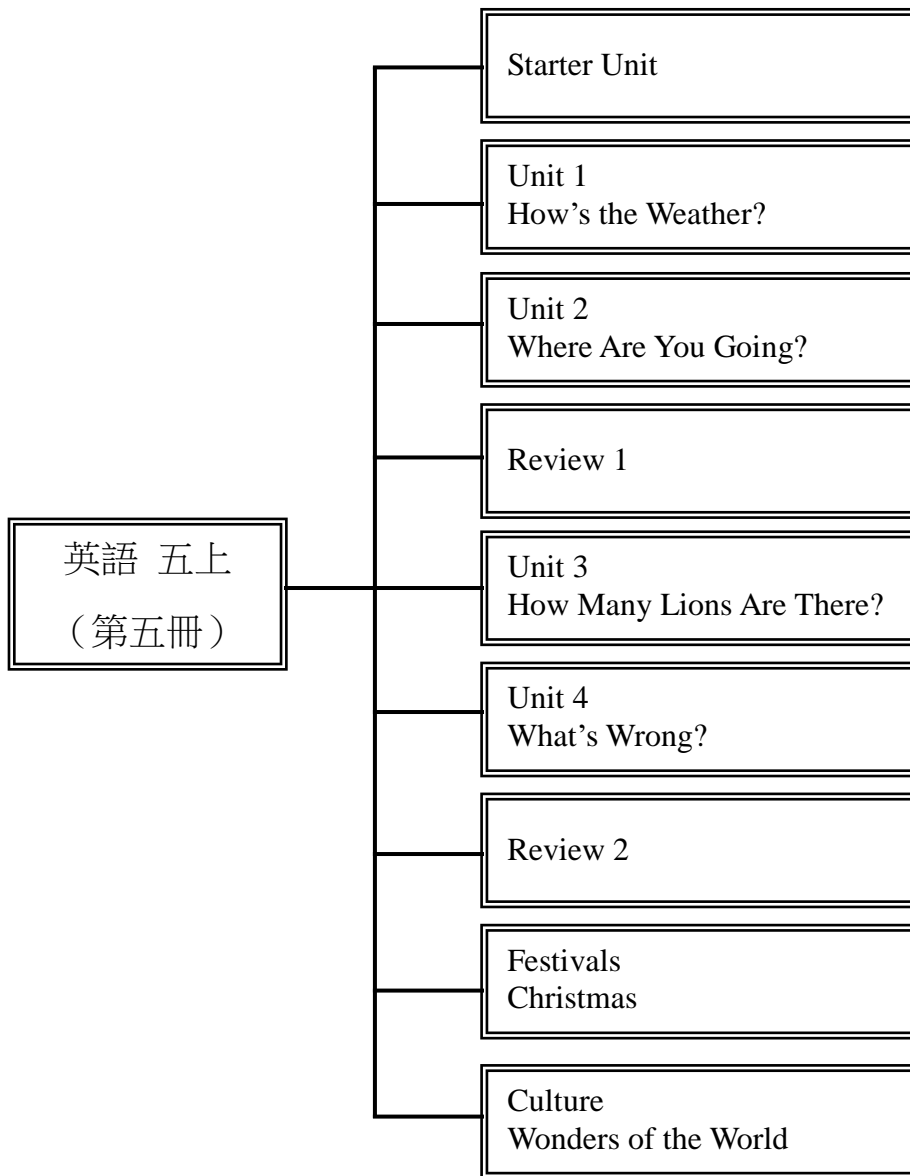 英語 五上
（第五冊）
Starter Unit
Unit 1
How’s the Weather?
Unit 2
Where Are You Going?
Review 1
Unit 3
How Many Lions Are There?
Unit 4
What’s Wrong?
Review 2
Festivals
Christmas
Culture
Wonders of the World